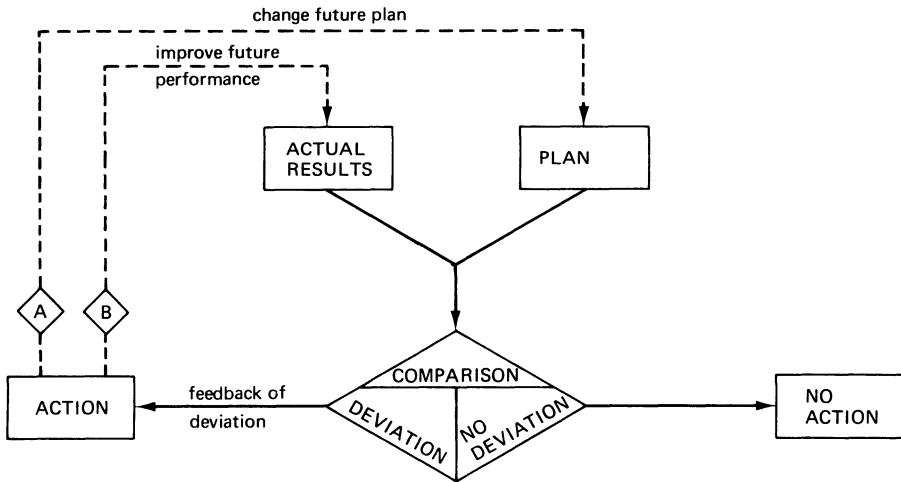 change future plan
improve future
performance
ACTUAL
RESULTS
PLAN
A
B
COMPARISON
DEVIATION
NO
DEVIATION
feedback of
deviation
ACTION
NO
ACTION